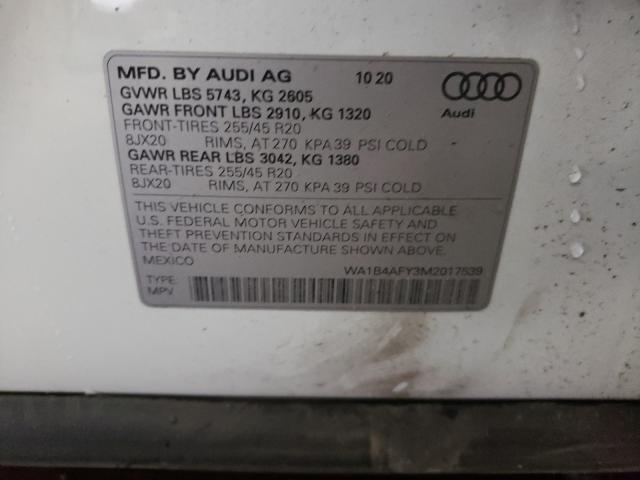 MFD. BY AUDI AG 10 20
GVWR LBS 5743, KG 2605
GAWR FRONT LBS 2910, KG 1320
FRONT-TIRES 255/45 R20
8JX20 RIMS, AT 270 KPA 39 PSI COLD
GAWR REAR LBS 3042, KG 1380
REAR-TIRES 255/45 R20
8JX20 RIMS, AT 270 KPA 39 PSI COLD
Audi
THIS VEHICLE CONFORMS TO ALL APPLICABLE
U.S. FEDERAL MOTOR VEHICLE SAFETY AND
THEFT PREVENTION STANDARDS IN EFFECT ON
THE DATE OF MANUFACTURE SHOWN ABOVE.
MEXICO
WA1B4AFY3M2017539
TYPE:
MPV